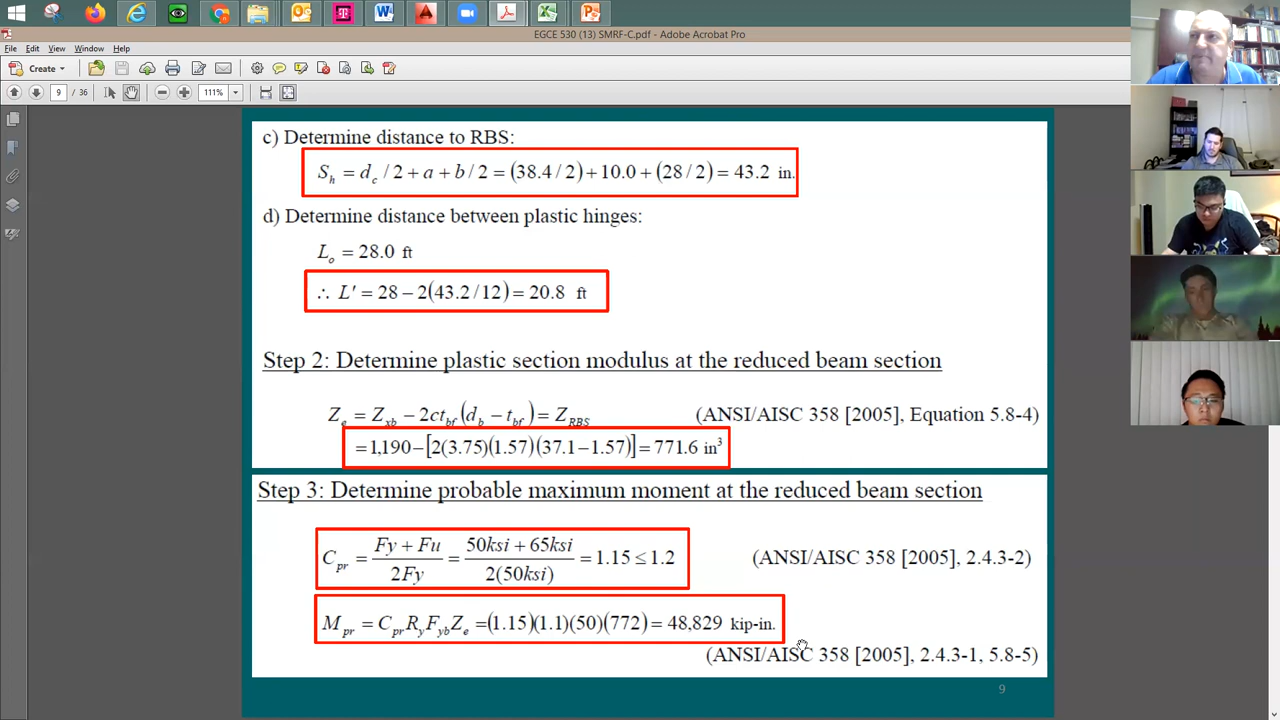 EGCE 530 (13) SMRF-C.pdf - Adobe Acrobat Pro
File Edit View Window Help
Create
9 / 36 111%
c) Determine distance to RBS:
S_h = d_c / 2 + a + b / 2 = (38.4 / 2) + 10.0 + (28 / 2) = 43.2 in.
d) Determine distance between plastic hinges:
L_o = 28.0 ft
∴ L′ = 28 − 2(43.2 / 12) = 20.8 ft
Step 2: Determine plastic section modulus at the reduced beam section
Z_e = Z_xb − 2ct_bf (d_b − t_bf) = Z_RBS (ANSI/AISC 358 [2005], Equation 5.8-4)
= 1,190 − [2(3.75)(1.57)(37.1 − 1.57)] = 771.6 in³
Step 3: Determine probable maximum moment at the reduced beam section
C_pr = (Fy + Fu) / 2Fy = (50ksi + 65ksi) / 2(50ksi) = 1.15 ≤ 1.2 (ANSI/AISC 358 [2005], 2.4.3-2)
M_pr = C_pr R_y F_yb Z_e = (1.15)(1.1)(50)(772) = 48,829 kip-in.
(ANSI/AISC 358 [2005], 2.4.3-1, 5.8-5)
9